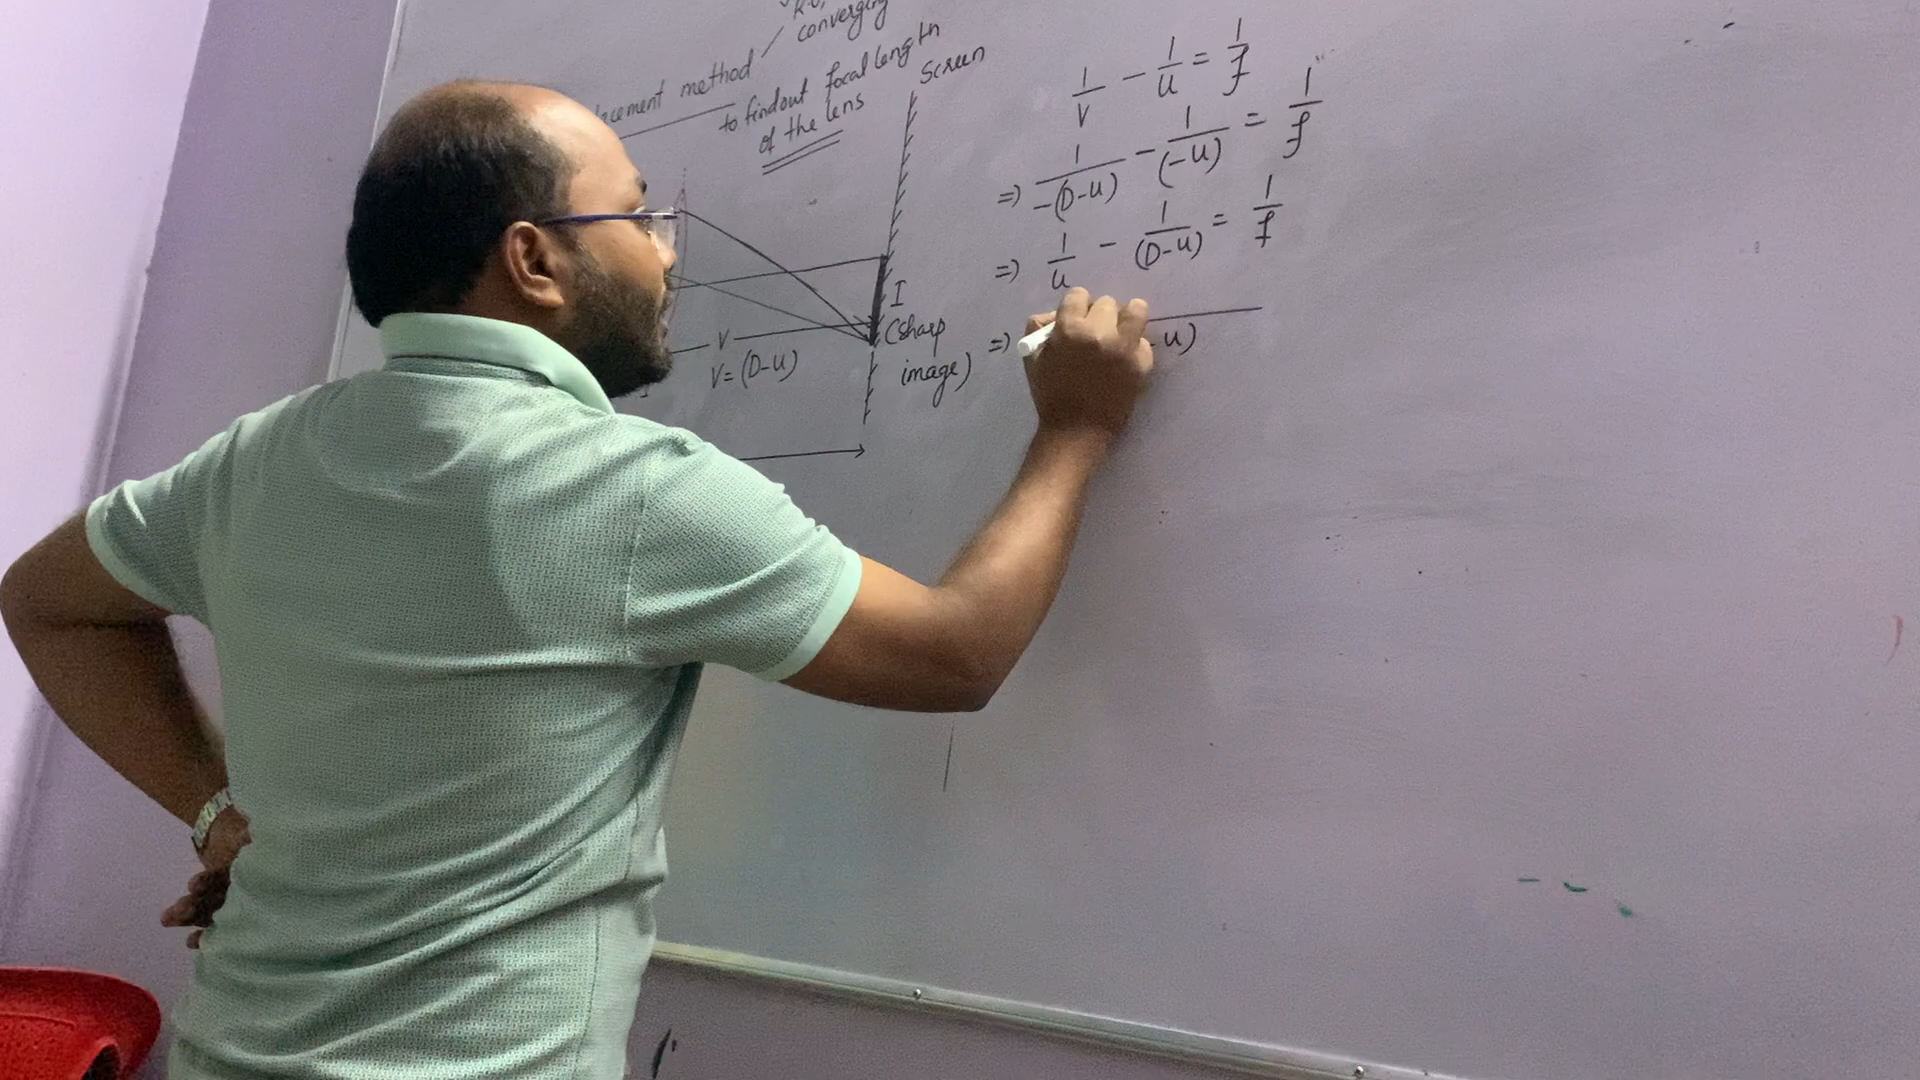 converging
method /
to findout focal length
of the lens
Screen
I
(sharp
image)
V
V = (D-u)
1/V - 1/u = 1/f
=> 1/-(D-u) - 1/(-u) = 1/f
=> 1/u - 1/(D-u) = 1/f
=> -u)